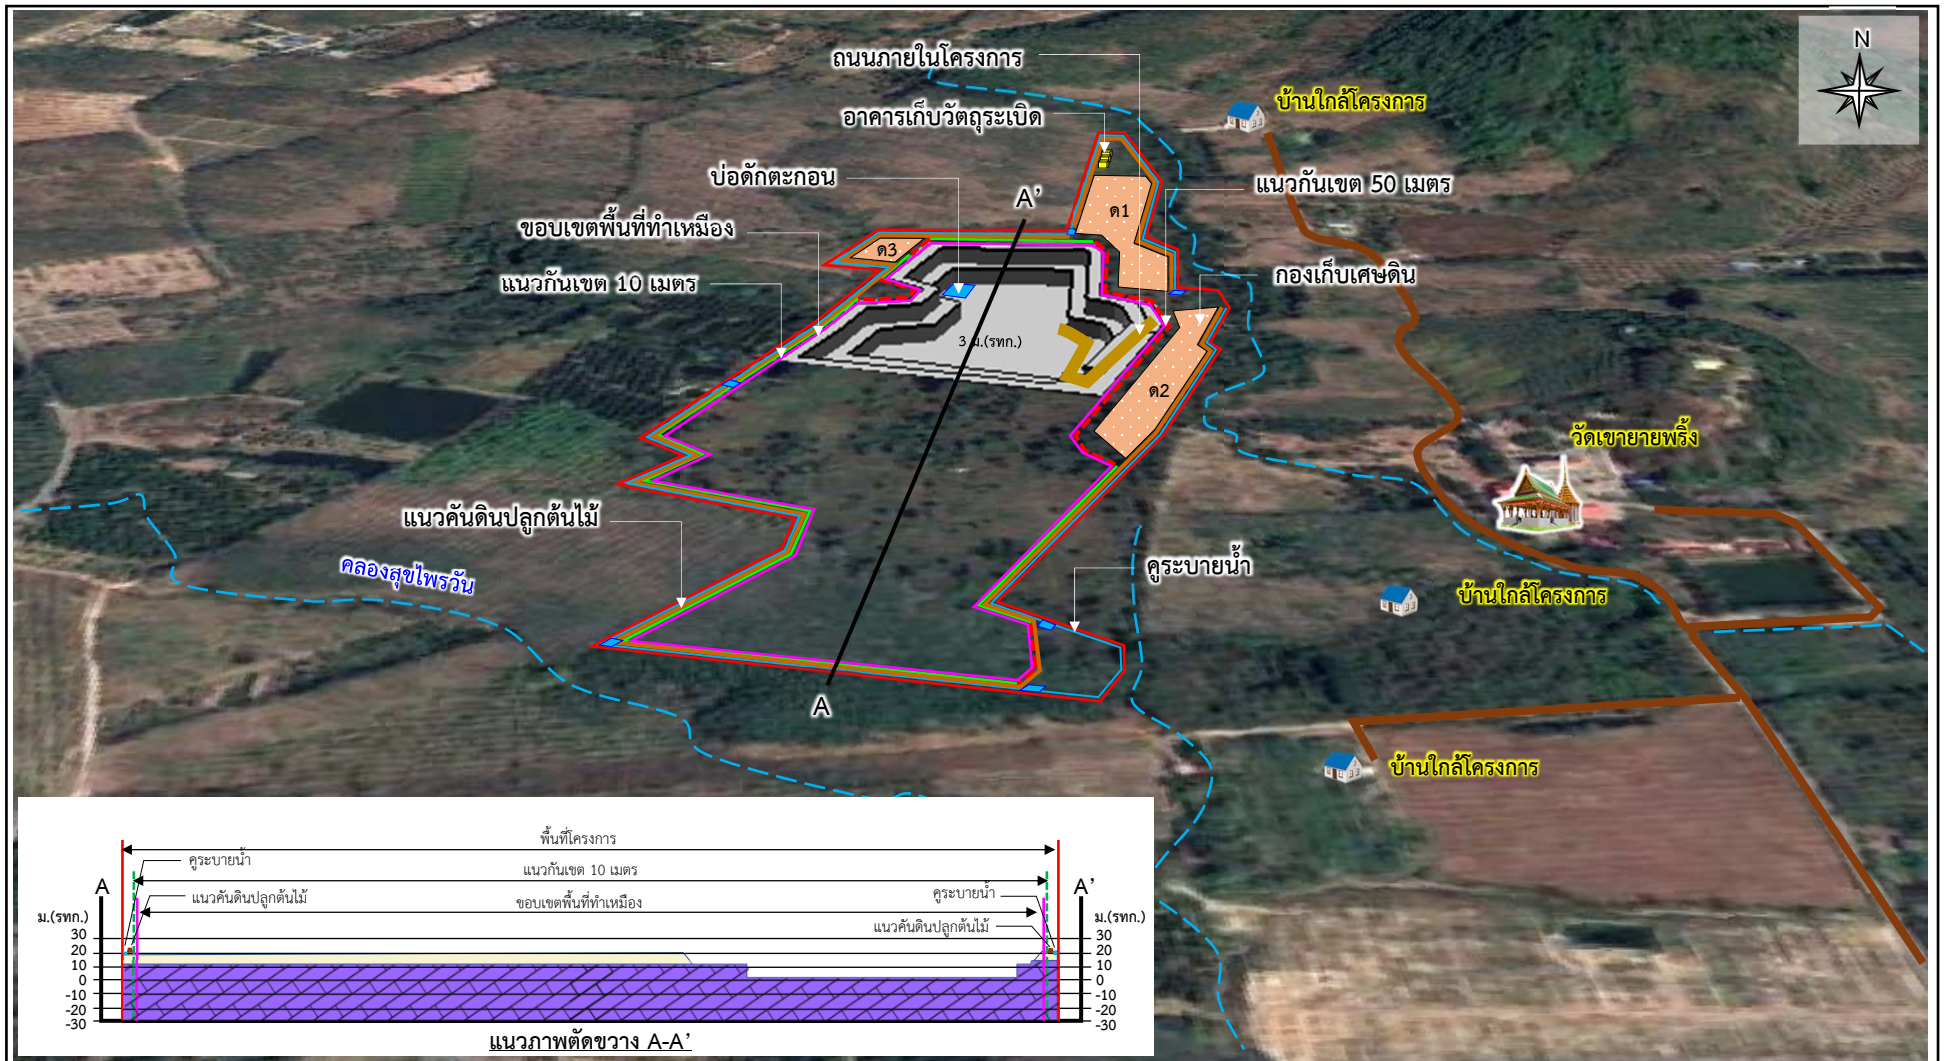 N
ถนนภายในโครงการ
บ้านใกล้โครงการ
อาคารเก็บวัตถุระเบิด
บ่อดักตะกอน
แนวกันเขต 50 เมตร
A’
ด1
ขอบเขตพื้นที่ทำเหมือง
ด3
กองเก็บเศษดิน
แนวกันเขต 10 เมตร
3 ม.(รทก.)
ด2
วัดเขายายพริ้ง
แนวคันดินปลูกต้นไม้
คลองสุขไพรวัน
คูระบายน้ำ
บ้านใกล้โครงการ
A
บ้านใกล้โครงการ
พื้นที่โครงการ
คูระบายน้ำ
แนวกันเขต 10 เมตร
A
แนวคันดินปลูกต้นไม้
ขอบเขตพื้นที่ทำเหมือง
คูระบายน้ำ
A’
ม.(รทก.)
แนวคันดินปลูกต้นไม้
ม.(รทก.)
30
30
20
20
10
10
0
0
-10
-10
-20
-20
-30
-30
แนวภาพตัดขวาง A-A’